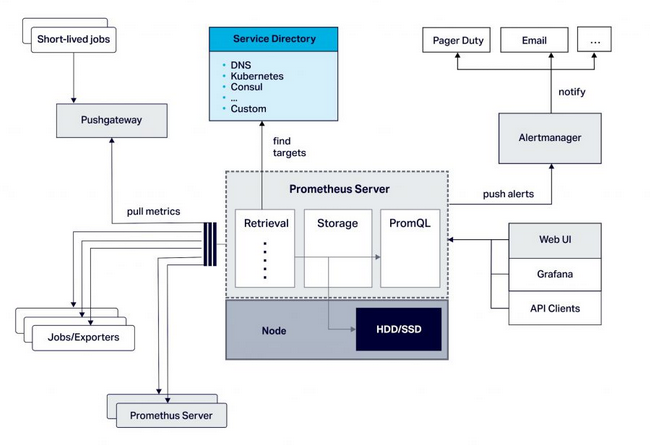 Short-lived jobs
Service Directory
• DNS
• Kubernetes
• Consul
• ...
• Custom
Pager Duty
Email
...
notify
Pushgateway
Alertmanager
find
targets
Prometheus Server
push alerts
pull metrics
Retrieval
Storage
PromQL
Web UI
Grafana
API Clients
Jobs/Exporters
Node
HDD/SSD
Promethus Server